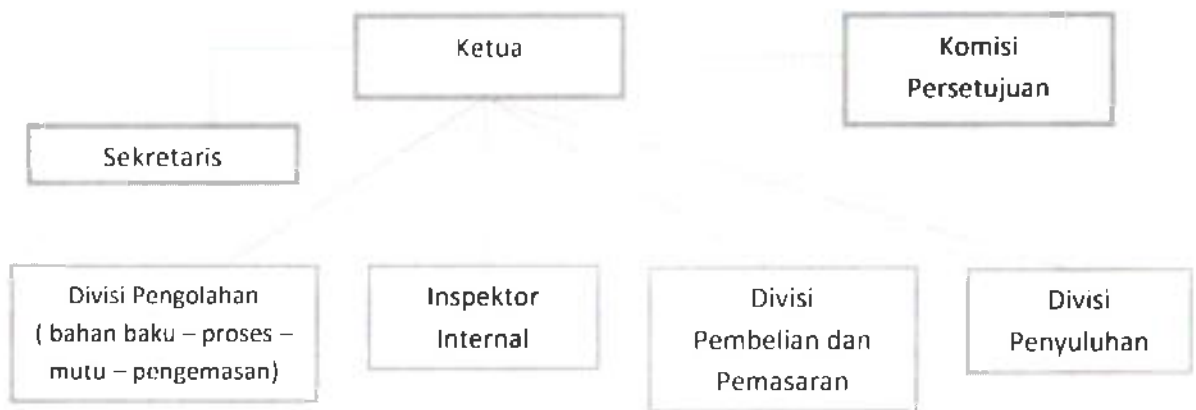 Ketua
Komisi
Persetujuan
Sekretaris
Divisi Pengolahan
( bahan baku – proses –
mutu – pengemasan)
Inspektor
Internal
Divisi
Pembelian dan
Pemasaran
Divisi
Penyuluhan